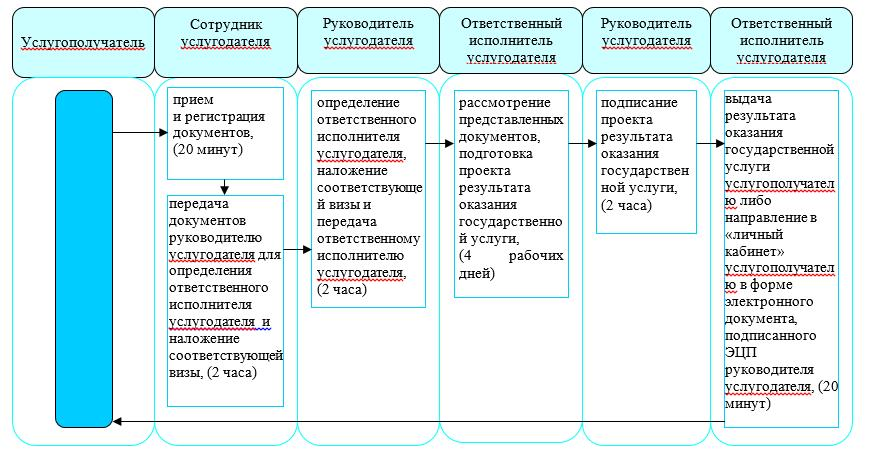 Услугополучатель
Сотрудник
услугодателя
Руководитель
услугодателя
Ответственный
исполнитель
услугодателя
Руководитель
услугодателя
Ответственный
исполнитель
услугодателя
прием
и регистрация
документов,
(20 минут)
передача
документов
руководителю
услугодателя для
определения
ответственного
исполнителя
услугодателя и
наложение
соответствующей
визы, (2 часа)
определение
ответственного
исполнителя
услугодателя,
наложение
соответствующе
й визы и
передача
ответственному
исполнителю
услугодателя,
(2 часа)
рассмотрение
представленных
документов,
подготовка
проекта
результата
оказания
государственно
й услуги,
(4 рабочих
дней)
подписание
проекта
результата
оказания
государствен
ной услуги,
(2 часа)
выдача
результата
оказания
государственной
услуги
услугополучател
ю либо
направление в
«личный
кабинет»
услугополучател
ю в форме
электронного
документа,
подписанного
ЭЦП
руководителя
услугодателя, (20
минут)